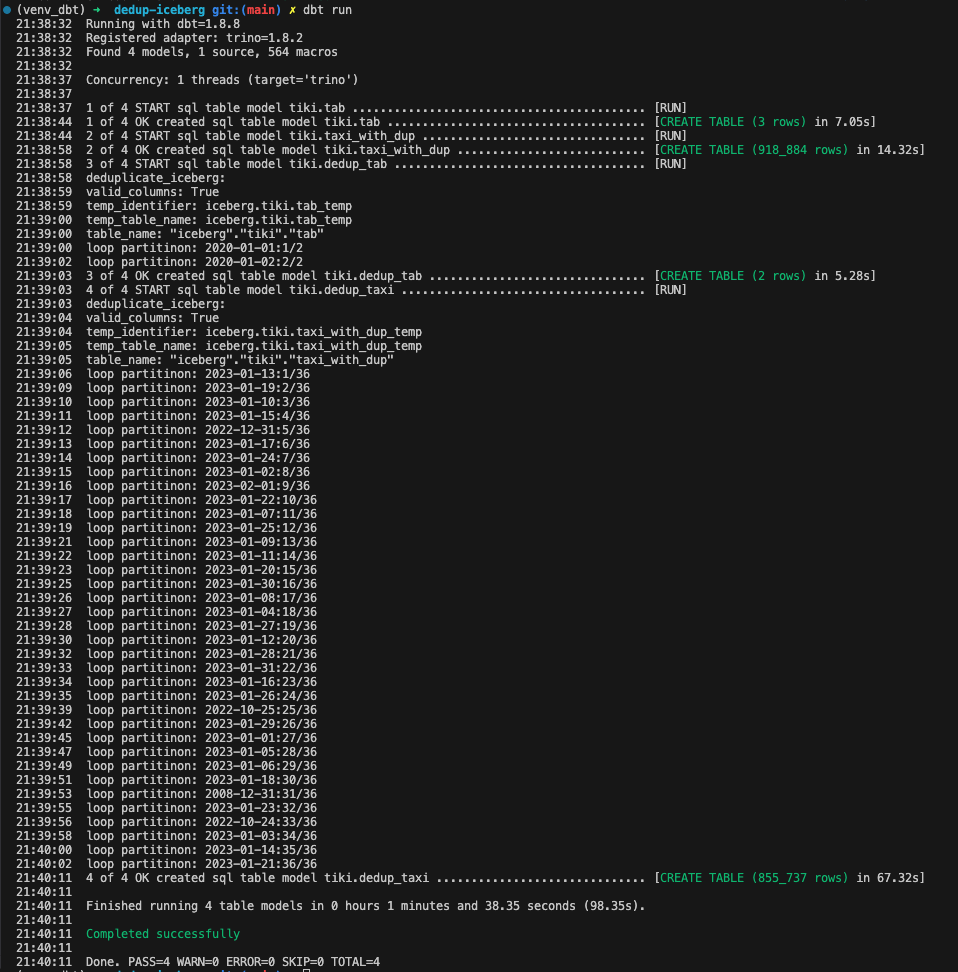 (venv_dbt) → dedup-iceberg git:(main) ✗ dbt run
21:38:32 Running with dbt=1.8.8
21:38:32 Registered adapter: trino=1.8.2
21:38:32 Found 4 models, 1 source, 564 macros
21:38:32
21:38:37 Concurrency: 1 threads (target='trino')
21:38:37
21:38:37 1 of 4 START sql table model tiki.tab .......................................... [RUN]
21:38:44 1 of 4 OK created sql table model tiki.tab ..................................... [CREATE TABLE (3 rows) in 7.05s]
21:38:44 2 of 4 START sql table model tiki.taxi_with_dup ................................ [RUN]
21:38:58 2 of 4 OK created sql table model tiki.taxi_with_dup ........................... [CREATE TABLE (918_884 rows) in 14.32s]
21:38:58 3 of 4 START sql table model tiki.dedup_tab .................................... [RUN]
21:38:58 deduplicate_iceberg:
21:38:59 valid_columns: True
21:38:59 temp_identifier: iceberg.tiki.tab_temp
21:39:00 temp_table_name: iceberg.tiki.tab_temp
21:39:00 table_name: "iceberg"."tiki"."tab"
21:39:00 loop partitinon: 2020-01-01:1/2
21:39:02 loop partitinon: 2020-01-02:2/2
21:39:03 3 of 4 OK created sql table model tiki.dedup_tab ............................... [CREATE TABLE (2 rows) in 5.28s]
21:39:03 4 of 4 START sql table model tiki.dedup_taxi ................................... [RUN]
21:39:03 deduplicate_iceberg:
21:39:04 valid_columns: True
21:39:04 temp_identifier: iceberg.tiki.taxi_with_dup_temp
21:39:05 temp_table_name: iceberg.tiki.taxi_with_dup_temp
21:39:05 table_name: "iceberg"."tiki"."taxi_with_dup"
21:39:06 loop partitinon: 2023-01-13:1/36
21:39:09 loop partitinon: 2023-01-19:2/36
21:39:10 loop partitinon: 2023-01-10:3/36
21:39:11 loop partitinon: 2023-01-15:4/36
21:39:12 loop partitinon: 2022-12-31:5/36
21:39:13 loop partitinon: 2023-01-17:6/36
21:39:14 loop partitinon: 2023-01-24:7/36
21:39:15 loop partitinon: 2023-01-02:8/36
21:39:16 loop partitinon: 2023-02-01:9/36
21:39:17 loop partitinon: 2023-01-22:10/36
21:39:18 loop partitinon: 2023-01-07:11/36
21:39:19 loop partitinon: 2023-01-25:12/36
21:39:21 loop partitinon: 2023-01-09:13/36
21:39:22 loop partitinon: 2023-01-11:14/36
21:39:23 loop partitinon: 2023-01-20:15/36
21:39:25 loop partitinon: 2023-01-30:16/36
21:39:26 loop partitinon: 2023-01-08:17/36
21:39:27 loop partitinon: 2023-01-04:18/36
21:39:28 loop partitinon: 2023-01-27:19/36
21:39:30 loop partitinon: 2023-01-12:20/36
21:39:32 loop partitinon: 2023-01-28:21/36
21:39:33 loop partitinon: 2023-01-31:22/36
21:39:34 loop partitinon: 2023-01-16:23/36
21:39:35 loop partitinon: 2023-01-26:24/36
21:39:39 loop partitinon: 2022-10-25:25/36
21:39:42 loop partitinon: 2023-01-29:26/36
21:39:45 loop partitinon: 2023-01-01:27/36
21:39:47 loop partitinon: 2023-01-05:28/36
21:39:49 loop partitinon: 2023-01-06:29/36
21:39:51 loop partitinon: 2023-01-18:30/36
21:39:53 loop partitinon: 2008-12-31:31/36
21:39:55 loop partitinon: 2023-01-23:32/36
21:39:56 loop partitinon: 2022-10-24:33/36
21:39:58 loop partitinon: 2023-01-03:34/36
21:40:00 loop partitinon: 2023-01-14:35/36
21:40:02 loop partitinon: 2023-01-21:36/36
21:40:11 4 of 4 OK created sql table model tiki.dedup_taxi .............................. [CREATE TABLE (855_737 rows) in 67.32s]
21:40:11
21:40:11 Finished running 4 table models in 0 hours 1 minutes and 38.35 seconds (98.35s).
21:40:11
21:40:11 Completed successfully
21:40:11
21:40:11 Done. PASS=4 WARN=0 ERROR=0 SKIP=0 TOTAL=4